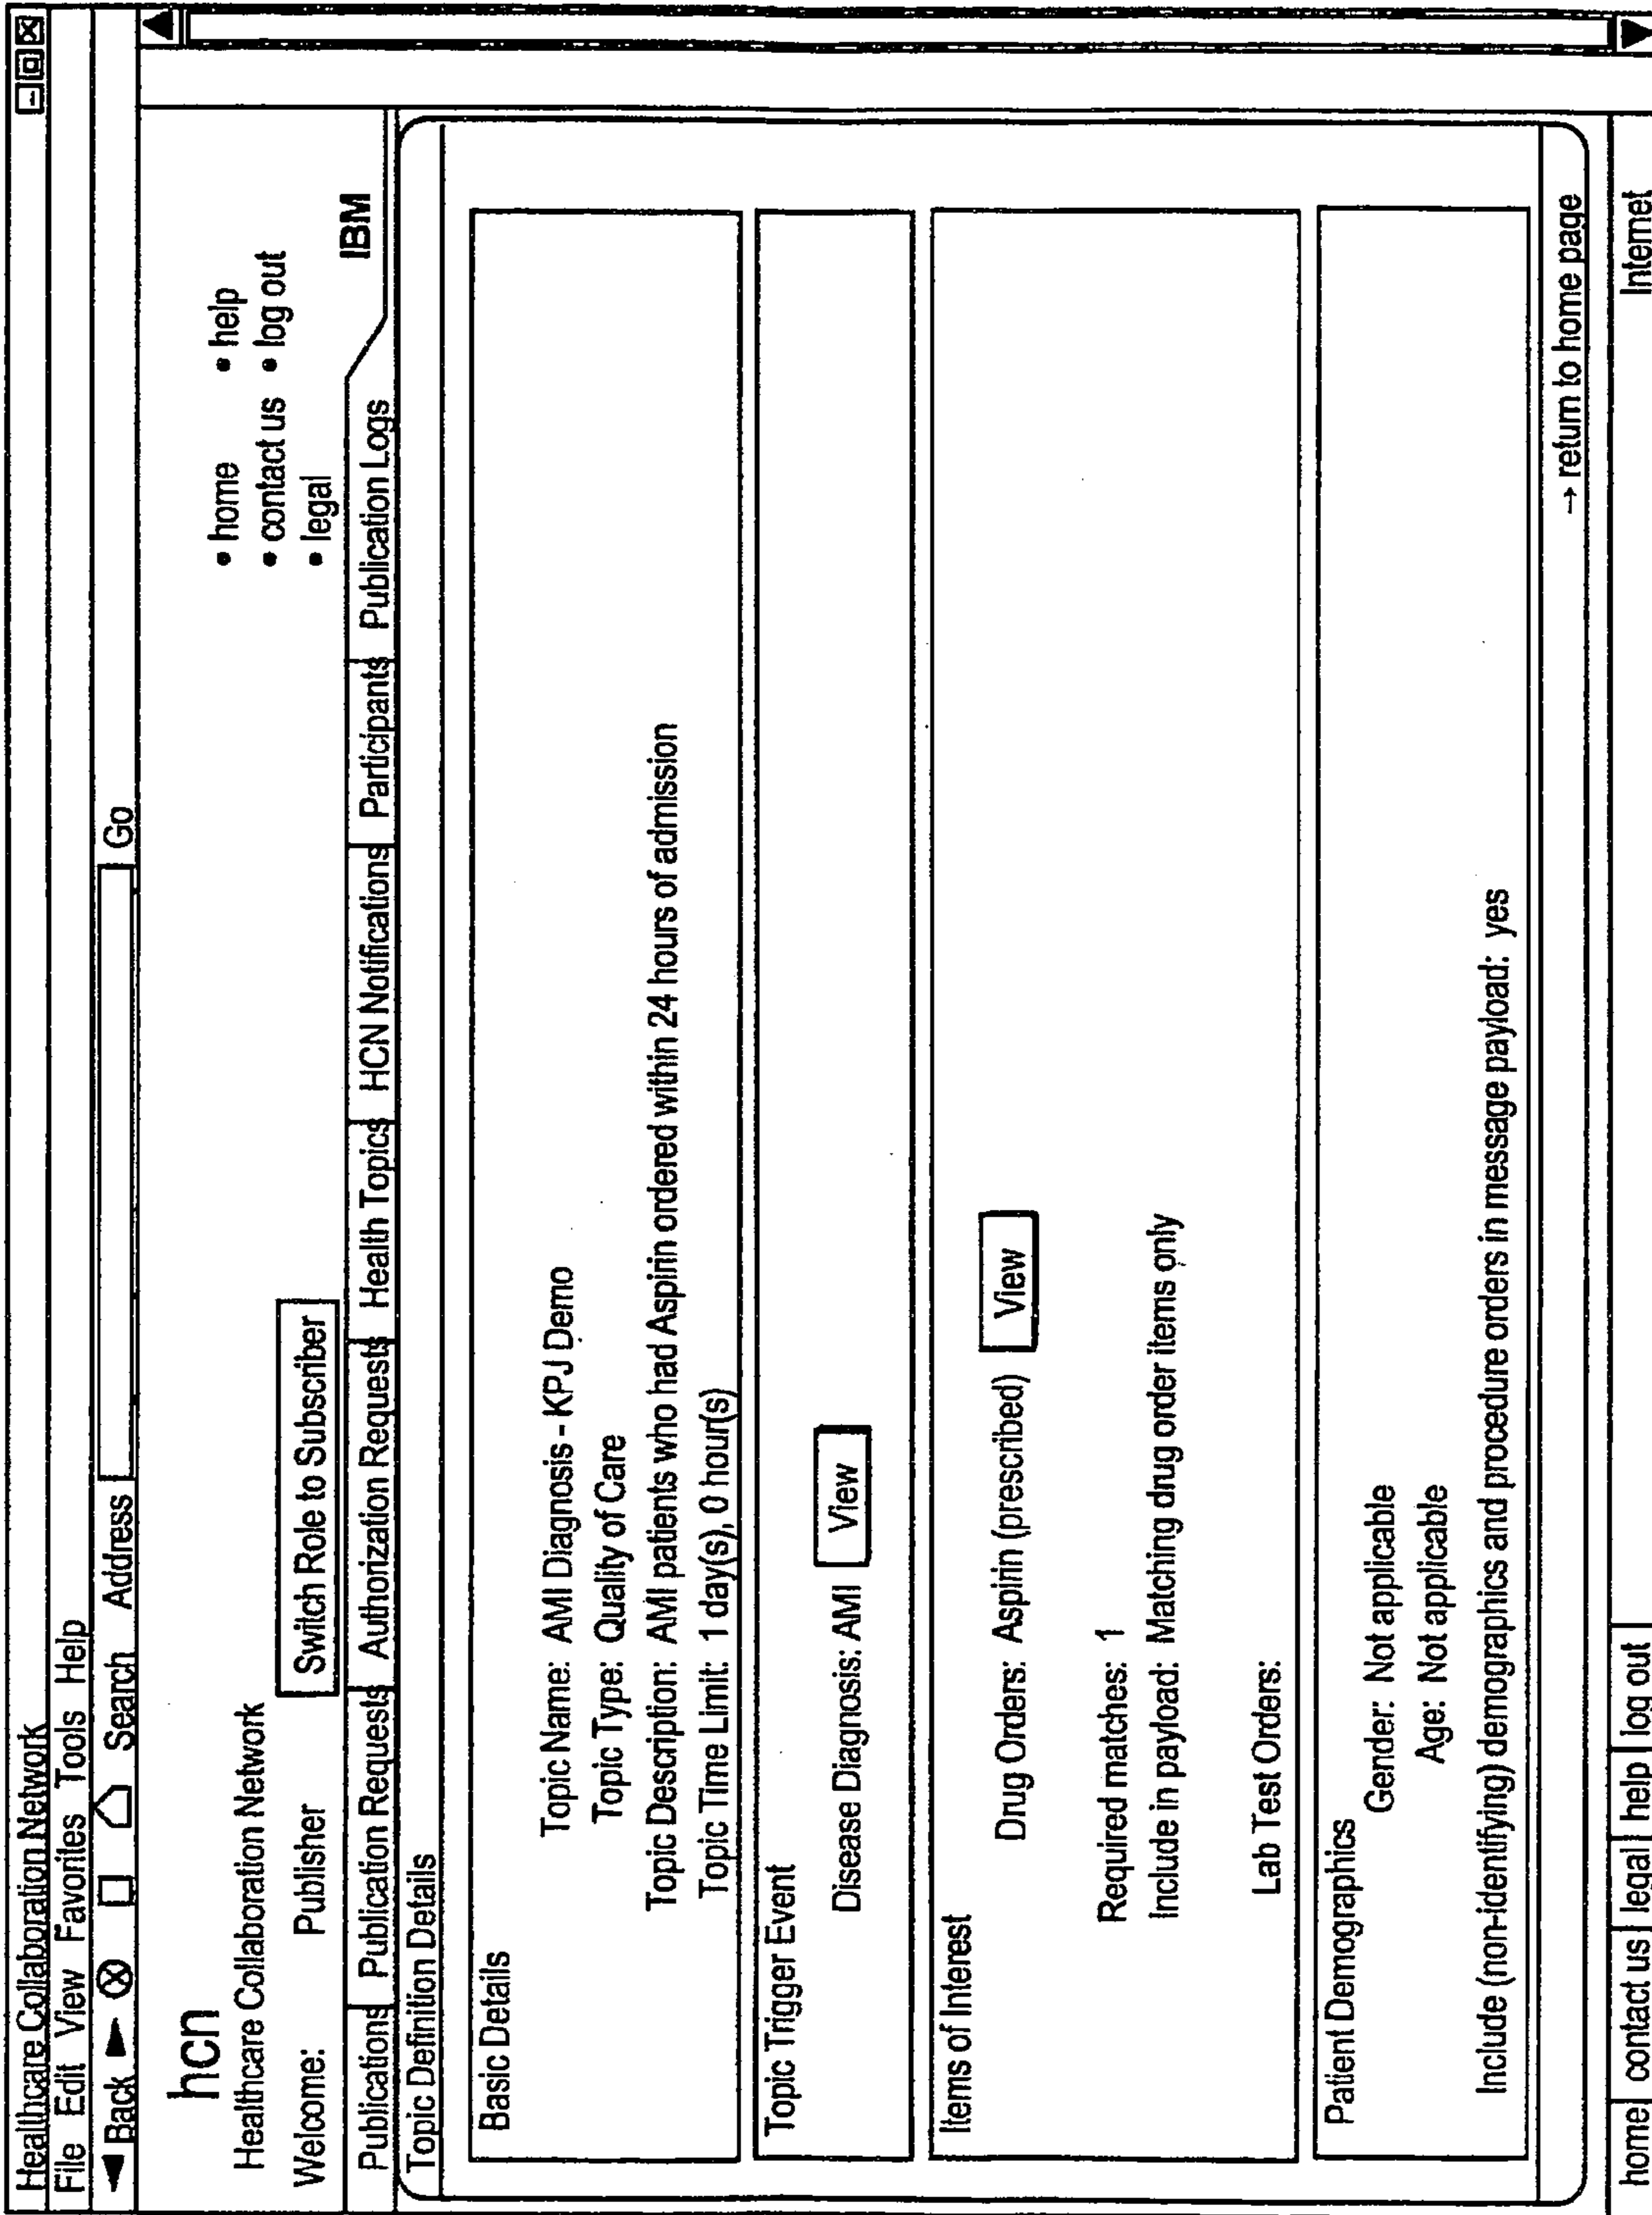 Healthcare Collaboration Network
File Edit View Favorites Tools Help
Back Search Address Go
hcn
Healthcare Collaboration Network
• home • help
• contact us • log out
• legal
Welcome: Publisher Switch Role to Subscriber
IBM
Publications Publication Requests Authorization Requests Health Topics HCN Notifications Participants Publication Logs
Topic Definition Details
Basic Details
Topic Name: AMI Diagnosis - KPJ Demo
Topic Type: Quality of Care
Topic Description: AMI patients who had Aspirin ordered within 24 hours of admission
Topic Time Limit: 1 day(s), 0 hour(s)
Topic Trigger Event
Disease Diagnosis: AMI View
Items of Interest
Drug Orders: Aspirin (prescribed) View
Required matches: 1
Include in payload: Matching drug order items only
Lab Test Orders:
Patient Demographics
Gender: Not applicable
Age: Not applicable
Include (non-identifying) demographics and procedure orders in message payload: yes
→ return to home page
home contact us legal help log out Internet